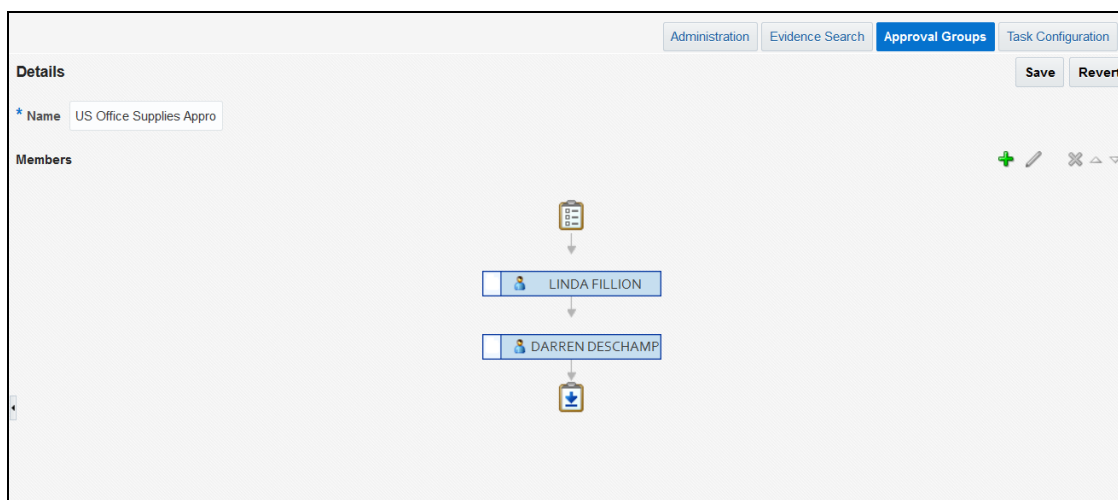 Administration Evidence Search Approval Groups Task Configuration
Details Save Revert
* Name US Office Supplies Appro
Members
LINDA FILLION
DARREN DESCHAMP